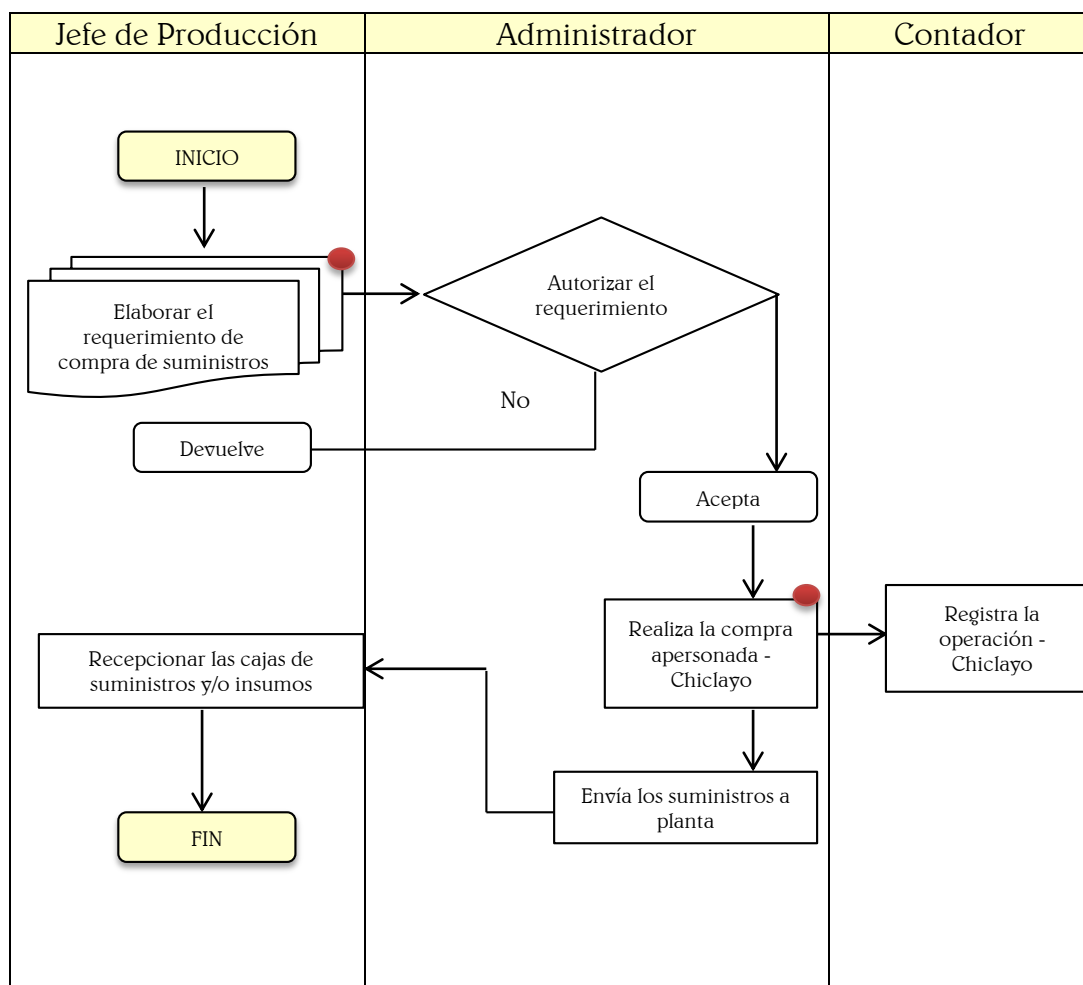 Jefe de Producción
Administrador
Contador
INICIO
Elaborar el
requerimiento de
compra de suministros
Autorizar el
requerimiento
No
Devuelve
Acepta
Realiza la compra
apersonada -
Chiclayo
Registra la
operación -
Chiclayo
Recepcionar las cajas de
suministros y/o insumos
Envía los suministros a
planta
FIN